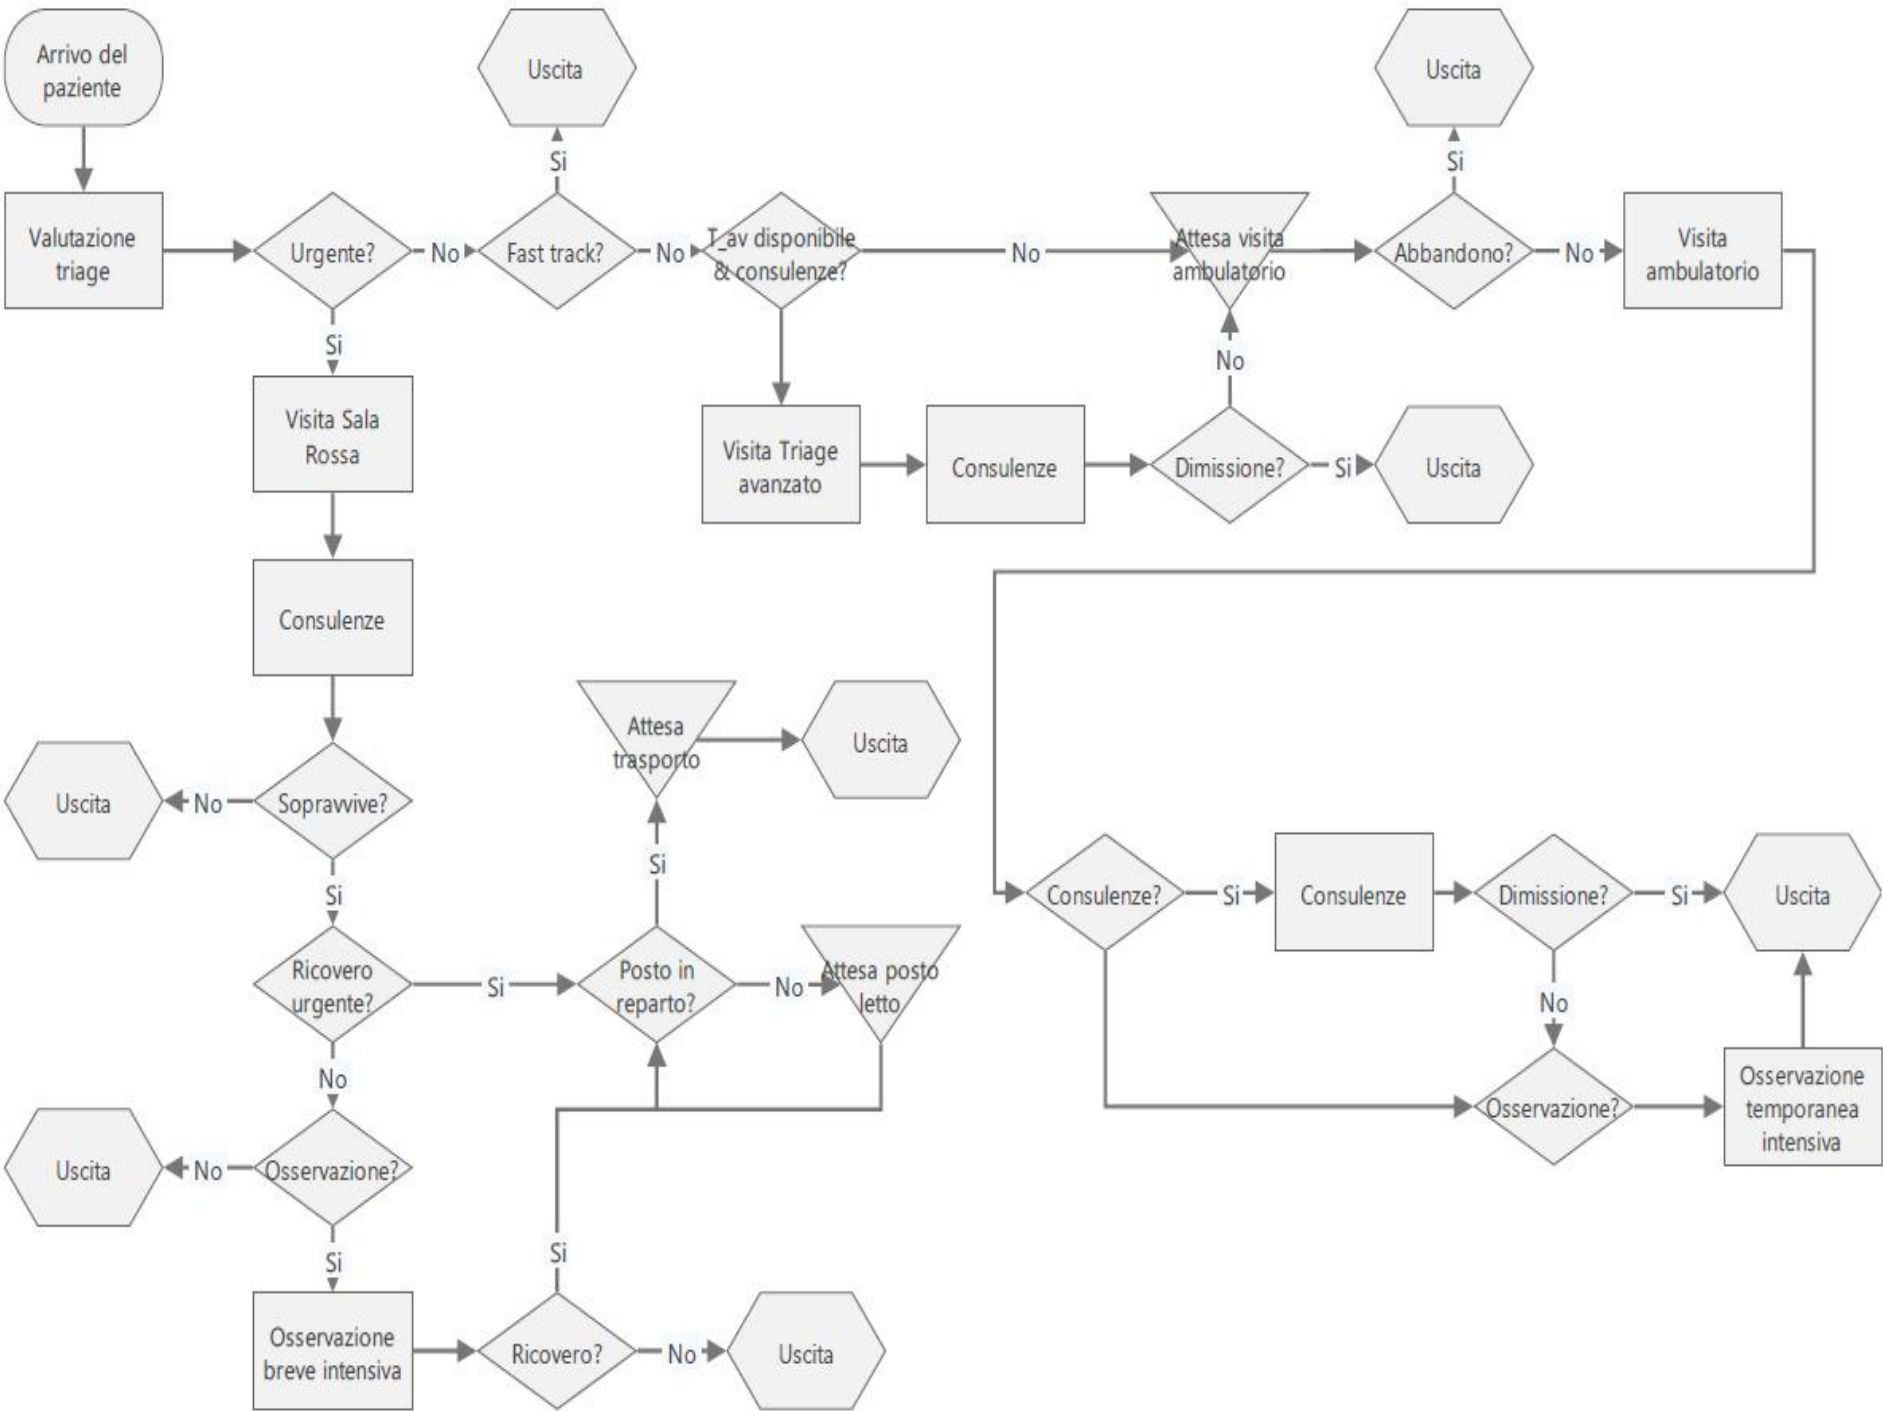 Arrivo del
paziente
Uscita
Uscita
Si
Si
Valutazione
triage
Urgente?
No
Fast track?
No
T_av disponibile
& consulenze?
No
Attesa visita
ambulatorio
Abbandono?
No
Visita
ambulatorio
Si
No
Visita Sala
Rossa
Visita Triage
avanzato
Consulenze
Dimissione?
Si
Uscita
Consulenze
Attesa
trasporto
Uscita
Uscita
No
Sopravvive?
Si
Si
Consulenze?
Si
Consulenze
Dimissione?
Si
Uscita
Ricovero
urgente?
Si
Posto in
reparto?
No
Attesa posto
letto
No
No
Osservazione?
Osservazione
temporanea
intensiva
Uscita
No
Osservazione?
Si
Si
Osservazione
breve intensiva
Ricovero?
No
Uscita